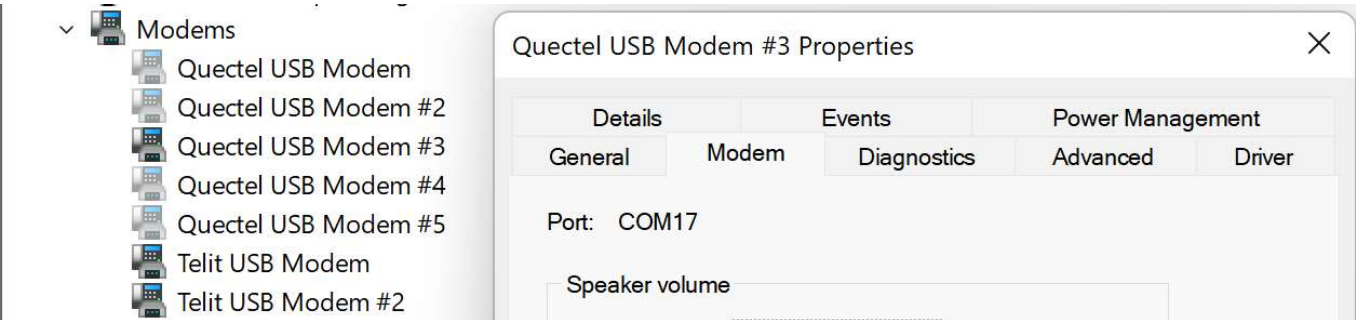 Modems
Quectel USB Modem
Quectel USB Modem #2
Quectel USB Modem #3
Quectel USB Modem #4
Quectel USB Modem #5
Telit USB Modem
Telit USB Modem #2
Quectel USB Modem #3 Properties
Details Events Power Management
General Modem Diagnostics Advanced Driver
Port: COM17
Speaker volume